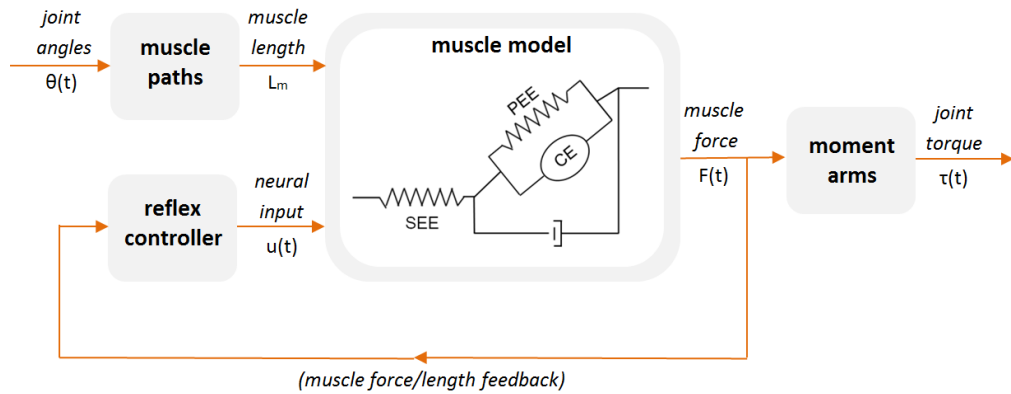 joint
angles
θ(t)
muscle
paths
muscle
length
Lₘ
muscle model
PEE
CE
SEE
muscle
force
F(t)
moment
arms
joint
torque
τ(t)
reflex
controller
neural
input
u(t)
(muscle force/length feedback)